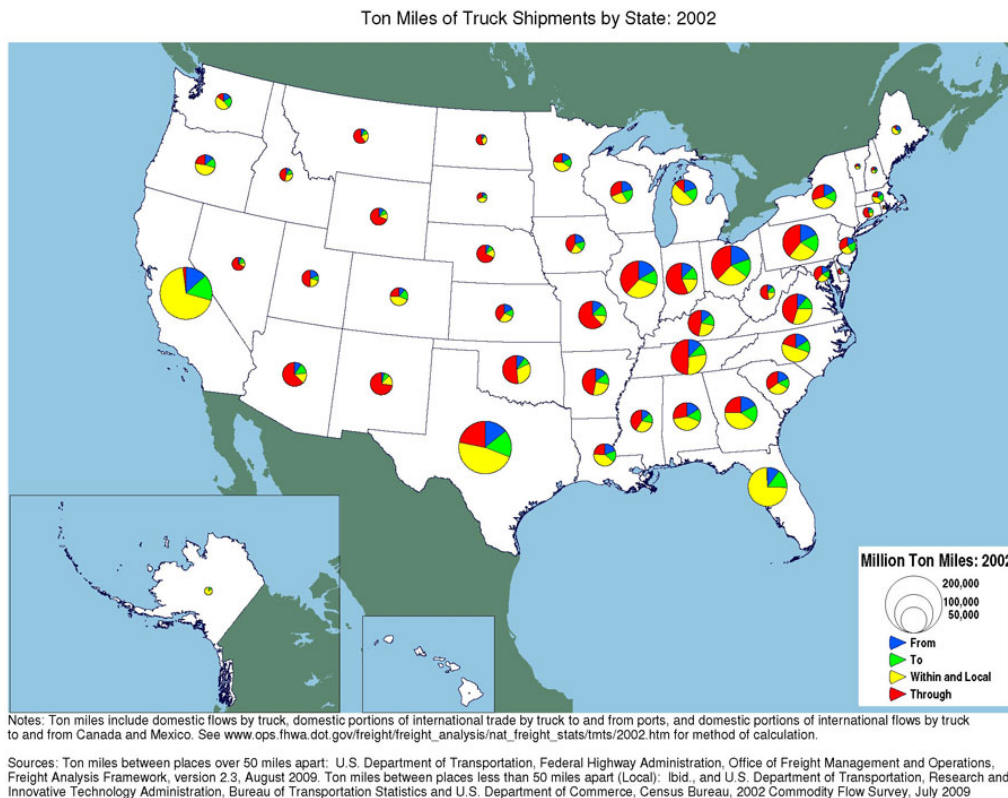 Ton Miles of Truck Shipments by State: 2002
Million Ton Miles: 2002
200,000
100,000
50,000
From
To
Within and Local
Through
Notes: Ton miles include domestic flows by truck, domestic portions of international trade by truck to and from ports, and domestic portions of international flows by truck
to and from Canada and Mexico. See www.ops.fhwa.dot.gov/freight/freight_analysis/nat_freight_stats/tmts/2002.htm for method of calculation.
Sources: Ton miles between places over 50 miles apart: U.S. Department of Transportation, Federal Highway Administration, Office of Freight Management and Operations,
Freight Analysis Framework, version 2.3, August 2009. Ton miles between places less than 50 miles apart (Local): Ibid., and U.S. Department of Transportation, Research and
Innovative Technology Administration, Bureau of Transportation Statistics and U.S. Department of Commerce, Census Bureau, 2002 Commodity Flow Survey, July 2009